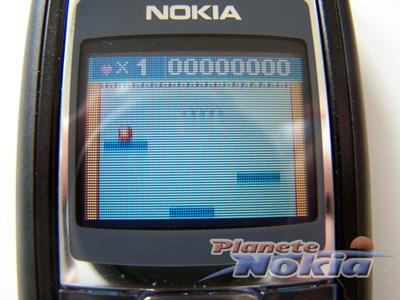 NOKIA
X 1 00000000
Planete
Nokia